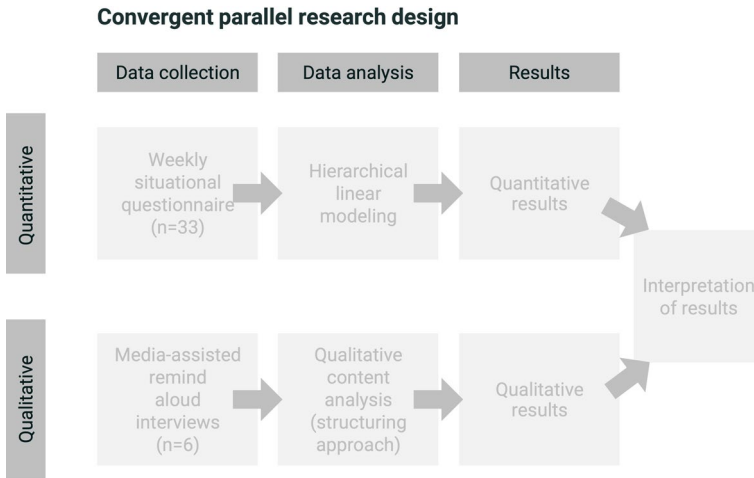 Convergent parallel research design
Data collection
Data analysis
Results
Quantitative
Weekly
situational
questionnaire
(n=33)
Hierarchical
linear
modeling
Quantitative
results
Interpretation
of results
Qualitative
Media-assisted
remind
aloud
interviews
(n=6)
Qualitative
content
analysis
(structuring
approach)
Qualitative
results